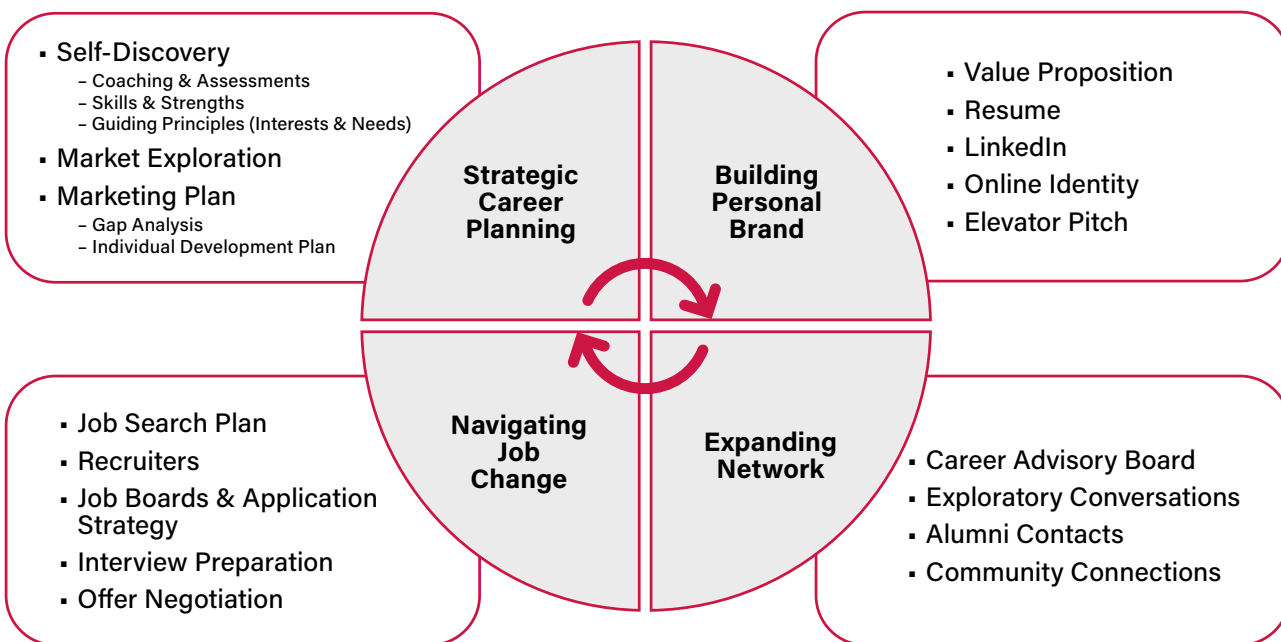 ▪ Self-Discovery
– Coaching & Assessments
– Skills & Strengths
– Guiding Principles (Interests & Needs)
▪ Market Exploration
▪ Marketing Plan
– Gap Analysis
– Individual Development Plan
Strategic
Career
Planning
Building
Personal
Brand
▪ Value Proposition
▪ Resume
▪ LinkedIn
▪ Online Identity
▪ Elevator Pitch
▪ Job Search Plan
▪ Recruiters
▪ Job Boards & Application
Strategy
▪ Interview Preparation
▪ Offer Negotiation
Navigating
Job
Change
Expanding
Network
▪ Career Advisory Board
▪ Exploratory Conversations
▪ Alumni Contacts
▪ Community Connections